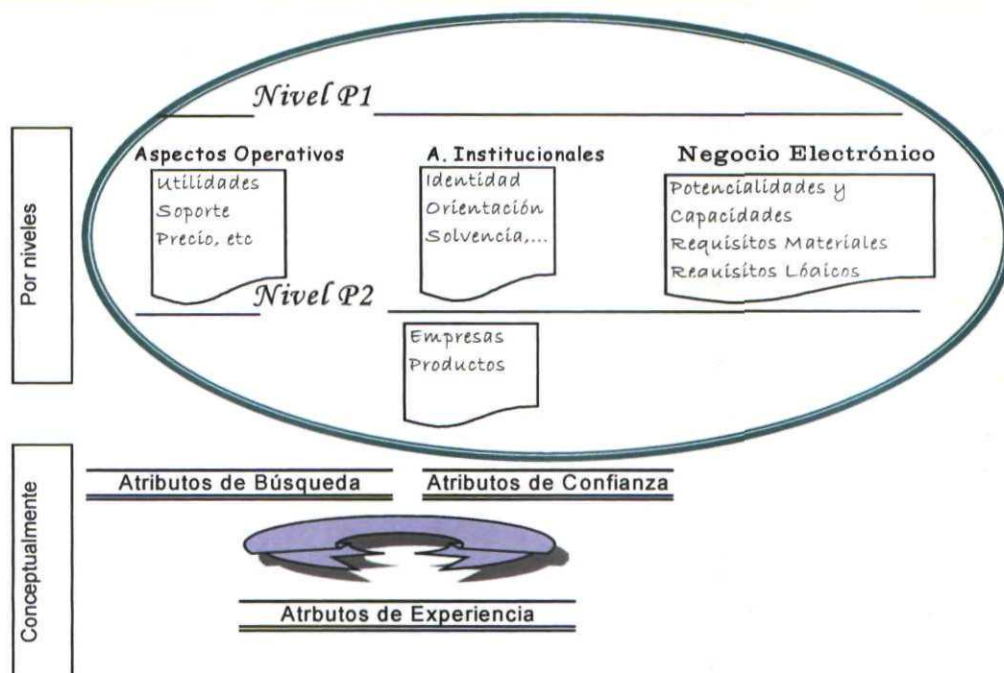 Por niveles
Nivel P1
Aspectos Operativos
Utilidades
Soporte
Precio, etc
A. Institucionales
Identidad
Orientación
Solvencia,...
Negocio Electrónico
Potencialidades y
Capacidades
Requisitos Materiales
Requisitos Lógicos
Nivel P2
Empresas
Productos
Conceptualmente
Atributos de Búsqueda
Atributos de Confianza
Atrbutos de Experiencia